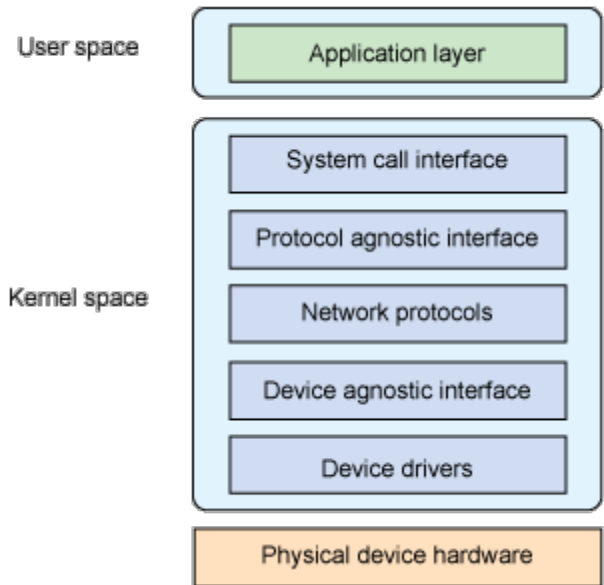 User space
Application layer
System call interface
Protocol agnostic interface
Kernel space
Network protocols
Device agnostic interface
Device drivers
Physical device hardware